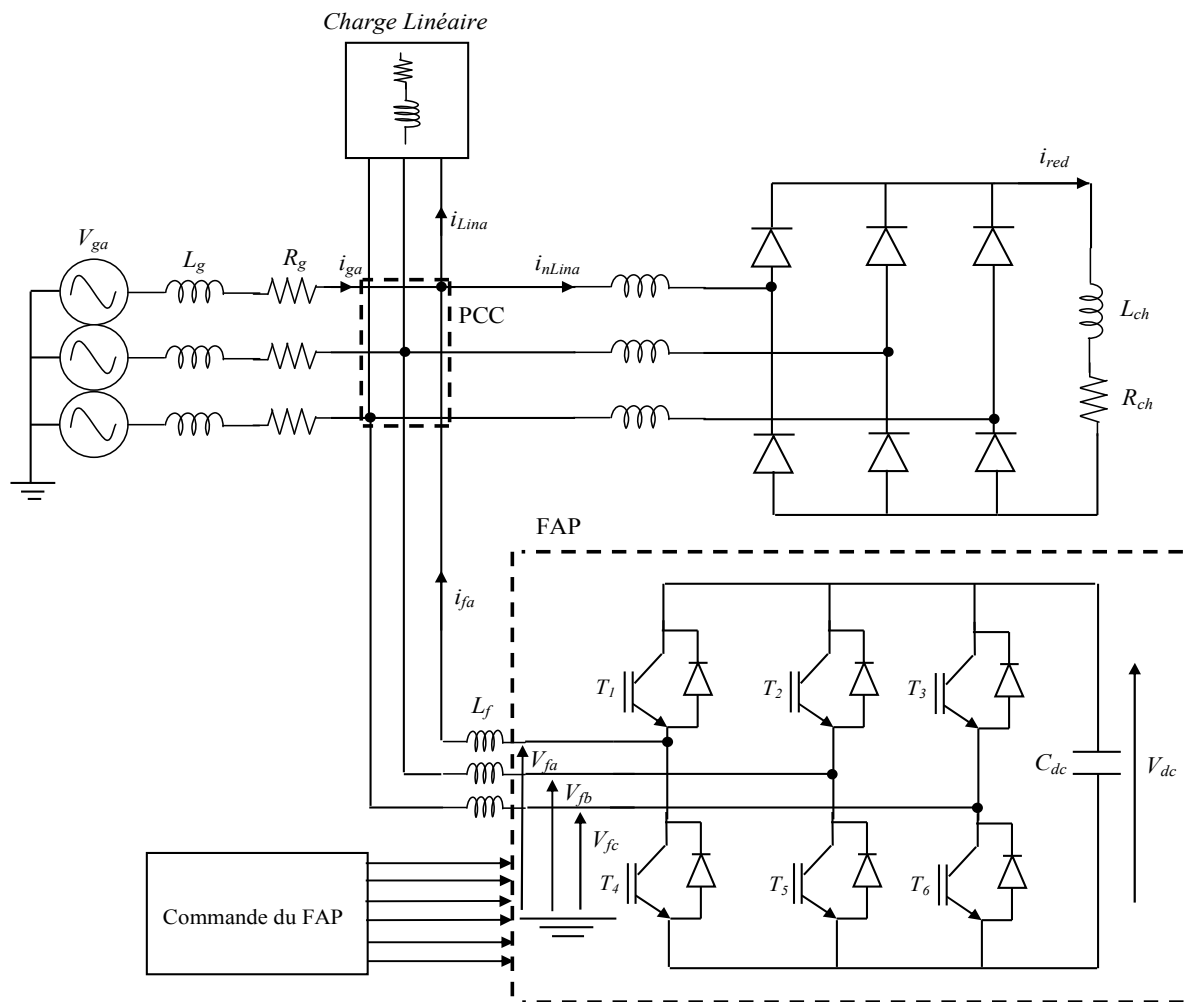 Charge Linéaire
i_red
i_Lina
V_ga
L_g
R_g
i_ga
i_nLina
PCC
L_ch
R_ch
FAP
i_fa
T_1
T_2
T_3
L_f
V_fa
V_fb
V_fc
C_dc
V_dc
T_4
T_5
T_6
Commande du FAP